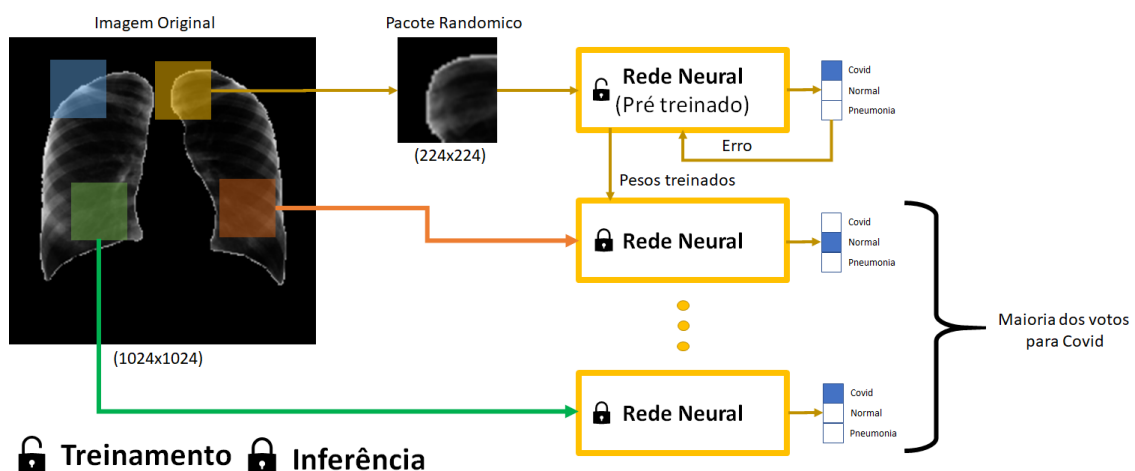 Imagem Original
Pacote Randomico
Rede Neural
(Pré treinado)
Covid
Normal
Pneumonia
(224x224)
Erro
Pesos treinados
Rede Neural
Covid
Normal
Pneumonia
Maioria dos votos
para Covid
(1024x1024)
Rede Neural
Covid
Normal
Pneumonia
Treinamento
Inferência